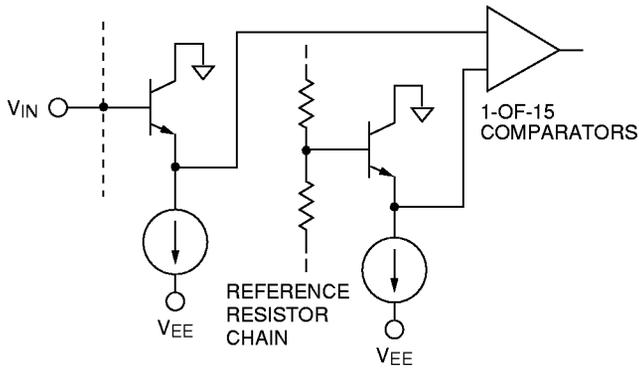 VIN
1-OF-15
COMPARATORS
REFERENCE
RESISTOR
CHAIN
VEE
VEE